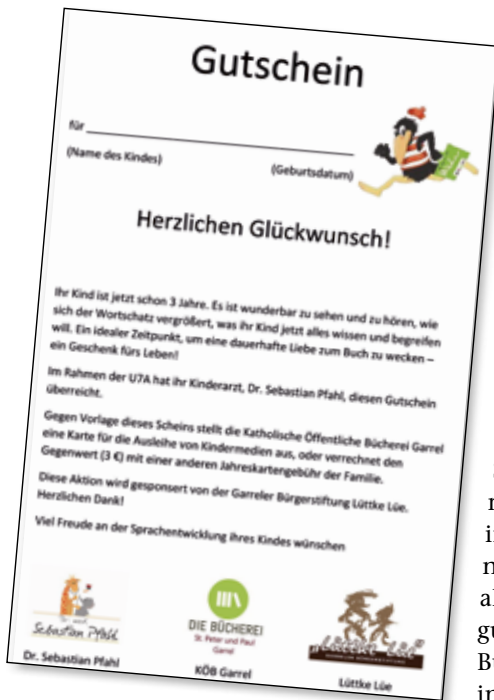 Gutschein
für
(Name des Kindes) (Geburtsdatum)
Herzlichen Glückwunsch!
Ihr Kind ist jetzt schon 3 Jahre. Es ist wunderbar zu sehen und zu hören, wie
sich der Wortschatz vergrößert, was ihr Kind jetzt alles wissen und begreifen
will. Ein idealer Zeitpunkt, um eine dauerhafte Liebe zum Buch zu wecken –
ein Geschenk fürs Leben!
Im Rahmen der U7A hat ihr Kinderarzt, Dr. Sebastian Pfahl, diesen Gutschein
überreicht.
Gegen Vorlage dieses Scheins stellt die Katholische Öffentliche Bücherei Garrel
eine Karte für die Ausleihe von Kindermedien aus, oder verrechnet den
Gegenwert (3 €) mit einer anderen Jahreskartengebühr der Familie.
Diese Aktion wird gesponsert von der Garreler Bürgerstiftung Lüttke Lüe.
Herzlichen Dank!
Viel Freude an der Sprachentwicklung ihres Kindes wünschen
Sebastian Pfahl
DIE BÜCHEREI
St. Peter und Paul
Garrel
Lüttke Lüe
Dr. Sebastian Pfahl
KÖB Garrel
Lüttke Lüe